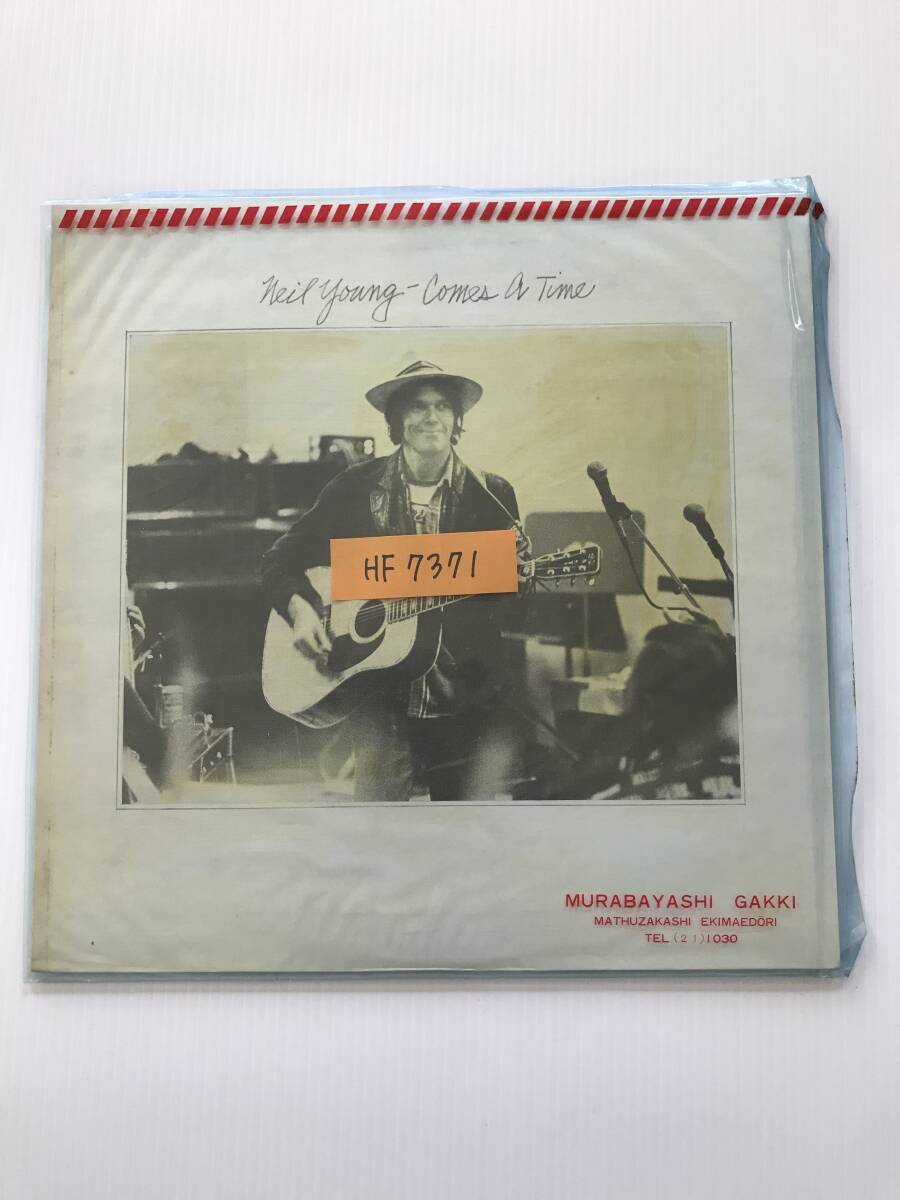 Neil Young - Comes A Time
HF 7371
MURABAYASHI GAKKI
MATHUZAKASHI EKIMAEDŌRI
TEL (21)1030